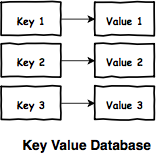 Key 1 Value 1
Key 2 Value 2
Key 3 Value 3
Key Value Database